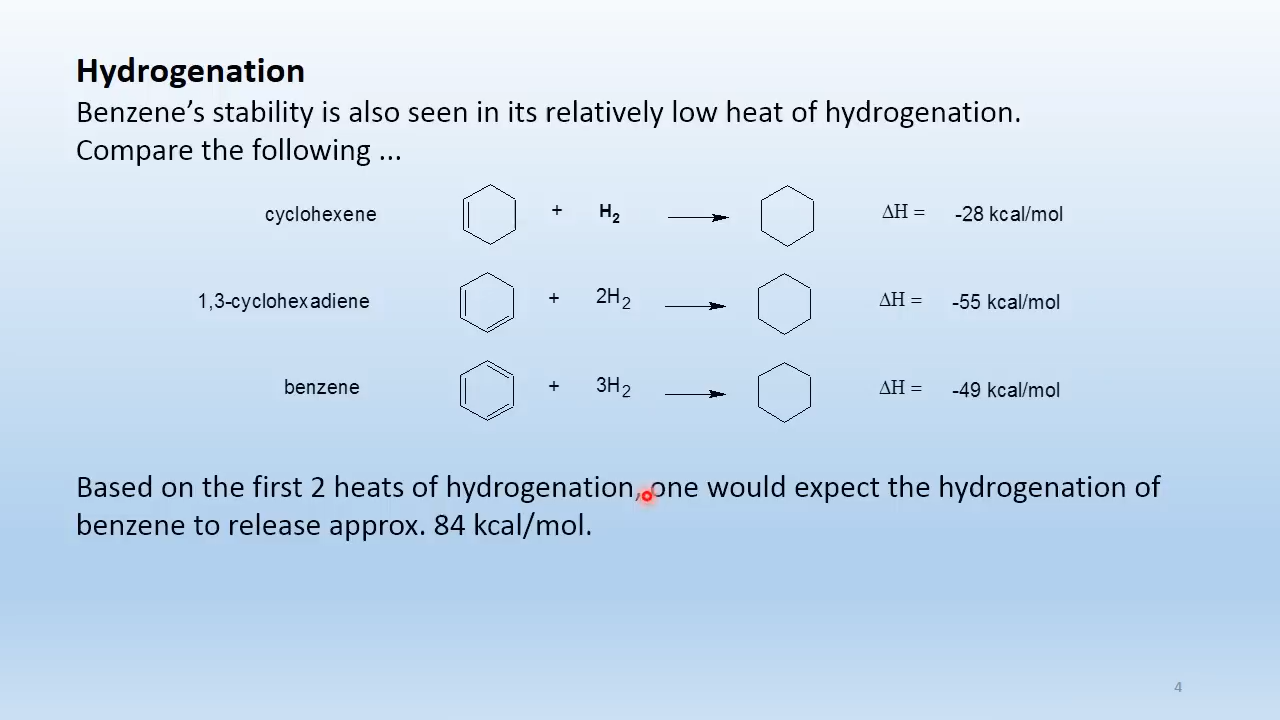 Hydrogenation
Benzene’s stability is also seen in its relatively low heat of hydrogenation.
Compare the following ...
cyclohexene + H₂ ΔH = -28 kcal/mol
1,3-cyclohexadiene + 2H₂ ΔH = -55 kcal/mol
benzene + 3H₂ ΔH = -49 kcal/mol
Based on the first 2 heats of hydrogenation, one would expect the hydrogenation of
benzene to release approx. 84 kcal/mol.
4